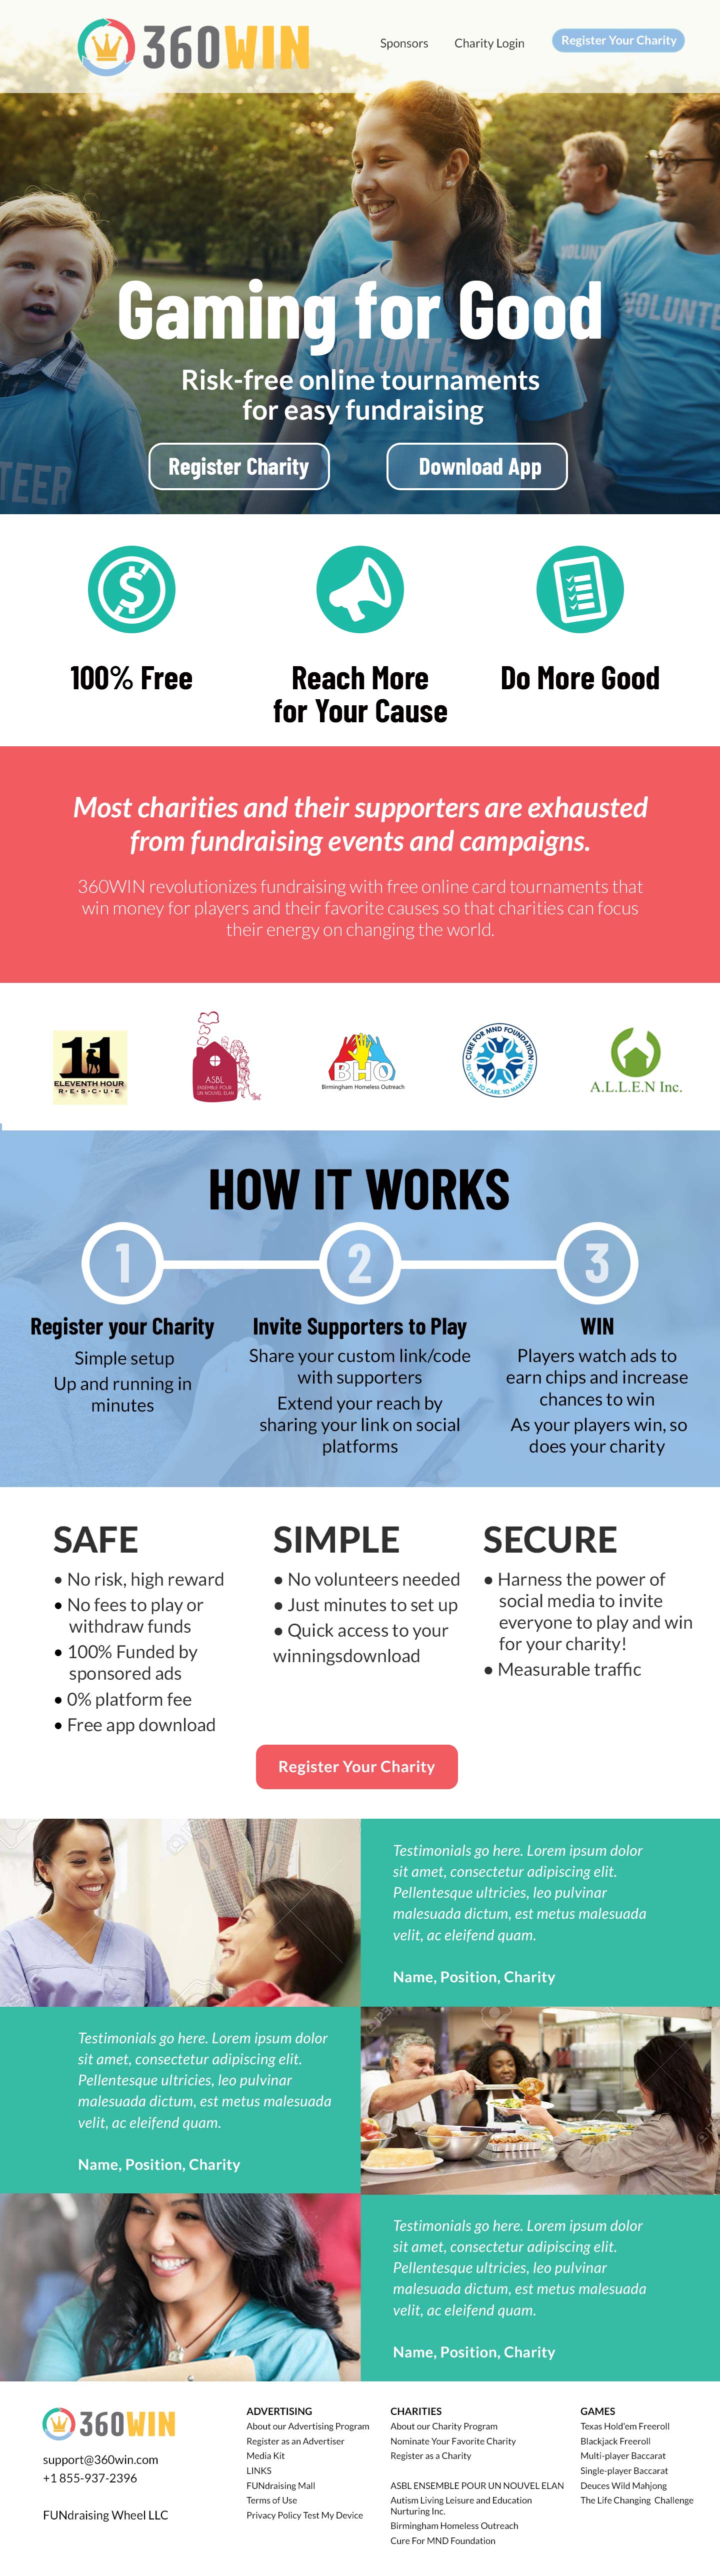 360WIN
Sponsors
Charity Login
Register Your Charity
VOLUNT
VOLUNTE
VOLUNTEER
TEER
Gaming for Good
Risk-free online tournaments
for easy fundraising
Register Charity
Download App
100% Free
Reach More
for Your Cause
Do More Good
Most charities and their supporters are exhausted
from fundraising events and campaigns.
360WIN revolutionizes fundraising with free online card tournaments that
win money for players and their favorite causes so that charities can focus
their energy on changing the world.
11
ELEVENTH HOUR
R•E•S•C•U•E
ASBL
ENSEMBLE POUR
UN NOUVEL ÉLAN
BHO
Birmingham Homeless Outreach
CURE FOR MND FOUNDATION
TO CURE. TO CARE. TO MAKE AWARE
A.L.L.E.N Inc.
HOW IT WORKS
1
2
3
Register your Charity
Simple setup
Up and running in
minutes
Invite Supporters to Play
Share your custom link/code
with supporters
Extend your reach by
sharing your link on social
platforms
WIN
Players watch ads to
earn chips and increase
chances to win
As your players win, so
does your charity
SAFE
• No risk, high reward
• No fees to play or
withdraw funds
• 100% Funded by
sponsored ads
• 0% platform fee
• Free app download
SIMPLE
• No volunteers needed
• Just minutes to set up
• Quick access to your
winningsdownload
SECURE
• Harness the power of
social media to invite
everyone to play and win
for your charity!
• Measurable traffic
Register Your Charity
Testimonials go here. Lorem ipsum dolor
sit amet, consectetur adipiscing elit.
Pellentesque ultricies, leo pulvinar
malesuada dictum, est metus malesuada
velit, ac eleifend quam.
Name, Position, Charity
Testimonials go here. Lorem ipsum dolor
sit amet, consectetur adipiscing elit.
Pellentesque ultricies, leo pulvinar
malesuada dictum, est metus malesuada
velit, ac eleifend quam.
Name, Position, Charity
Testimonials go here. Lorem ipsum dolor
sit amet, consectetur adipiscing elit.
Pellentesque ultricies, leo pulvinar
malesuada dictum, est metus malesuada
velit, ac eleifend quam.
Name, Position, Charity
360WIN
support@360win.com
+1 855-937-2396
FUNdraising Wheel LLC
ADVERTISING
About our Advertising Program
Register as an Advertiser
Media Kit
LINKS
FUNdraising Mall
Terms of Use
Privacy Policy Test My Device
CHARITIES
About our Charity Program
Nominate Your Favorite Charity
Register as a Charity
ASBL ENSEMBLE POUR UN NOUVEL ELAN
Autism Living Leisure and Education
Nurturing Inc.
Birmingham Homeless Outreach
Cure For MND Foundation
GAMES
Texas Hold'em Freeroll
Blackjack Freeroll
Multi-player Baccarat
Single-player Baccarat
Deuces Wild Mahjong
The Life Changing Challenge